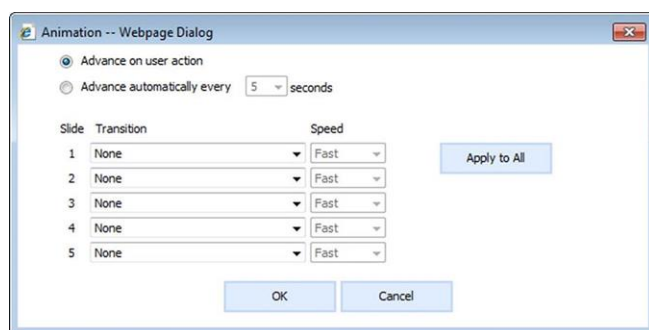 Animation -- Webpage Dialog
Advance on user action
Advance automatically every 5 seconds
Slide Transition Speed
1 None Fast
Apply to All
2 None Fast
3 None Fast
4 None Fast
5 None Fast
OK Cancel